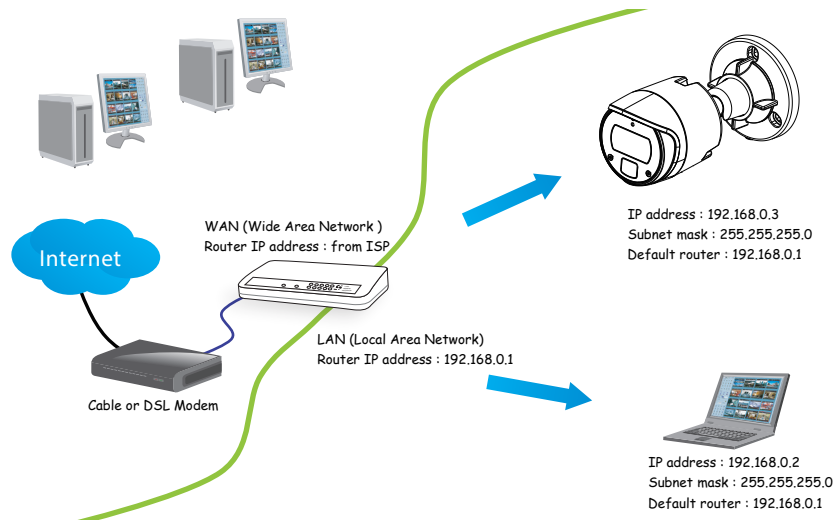 WAN (Wide Area Network )
Router IP address : from ISP
Internet
LAN (Local Area Network)
Router IP address : 192.168.0.1
Cable or DSL Modem
IP address : 192.168.0.3
Subnet mask : 255.255.255.0
Default router : 192.168.0.1
IP address : 192.168.0.2
Subnet mask : 255.255.255.0
Default router : 192.168.0.1